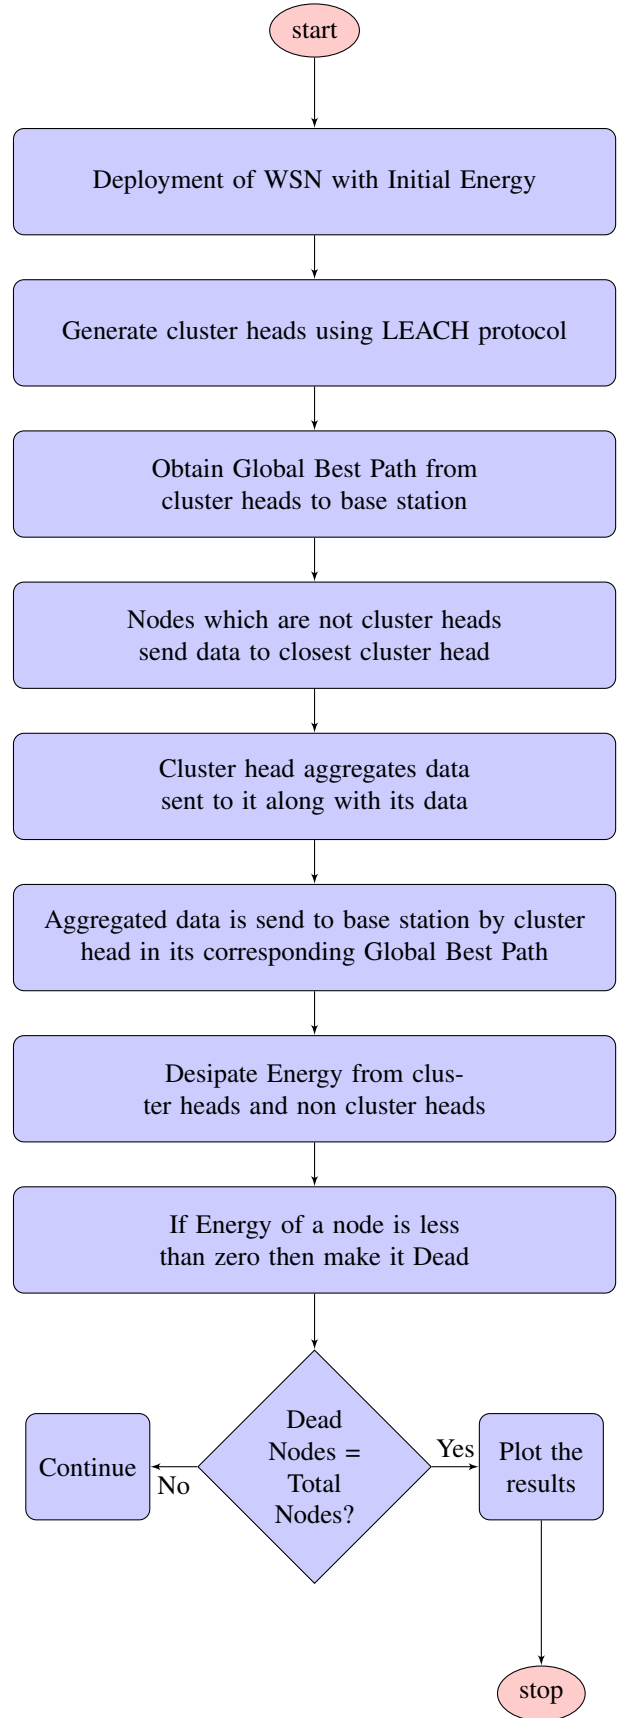 start
Deployment of WSN with Initial Energy
Generate cluster heads using LEACH protocol
Obtain Global Best Path from
cluster heads to base station
Nodes which are not cluster heads
send data to closest cluster head
Cluster head aggregates data
sent to it along with its data
Aggregated data is send to base station by cluster
head in its corresponding Global Best Path
Desipate Energy from clus-
ter heads and non cluster heads
If Energy of a node is less
than zero then make it Dead
Dead
Nodes =
Total
Nodes?
No
Continue
Yes
Plot the
results
stop